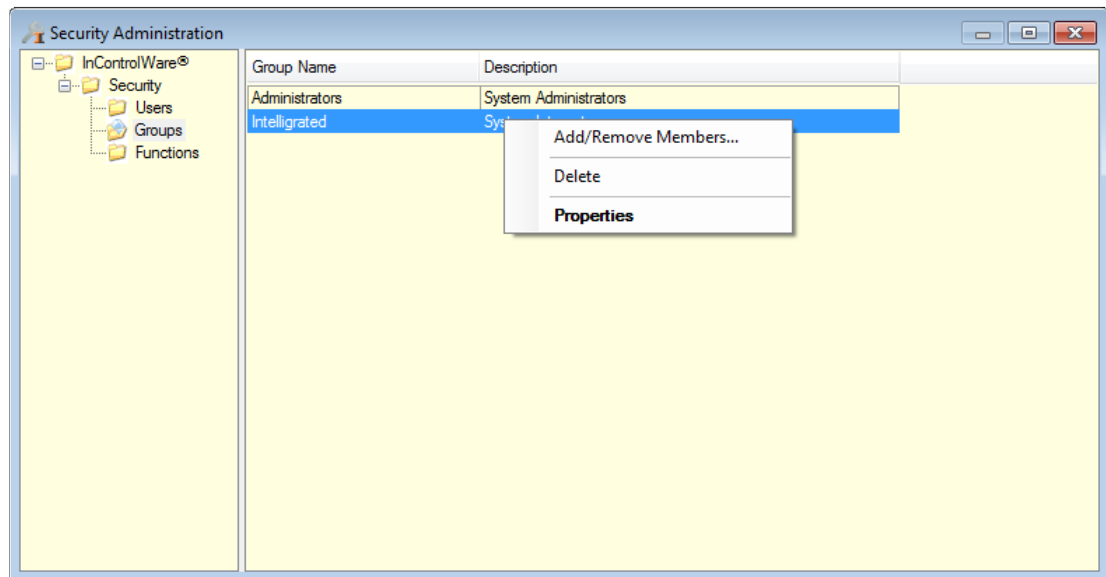 Security Administration
InControlWare®
Security
Users
Groups
Functions
Group Name Description
Administrators System Administrators
Intelligrated
Add/Remove Members...
Delete
Properties